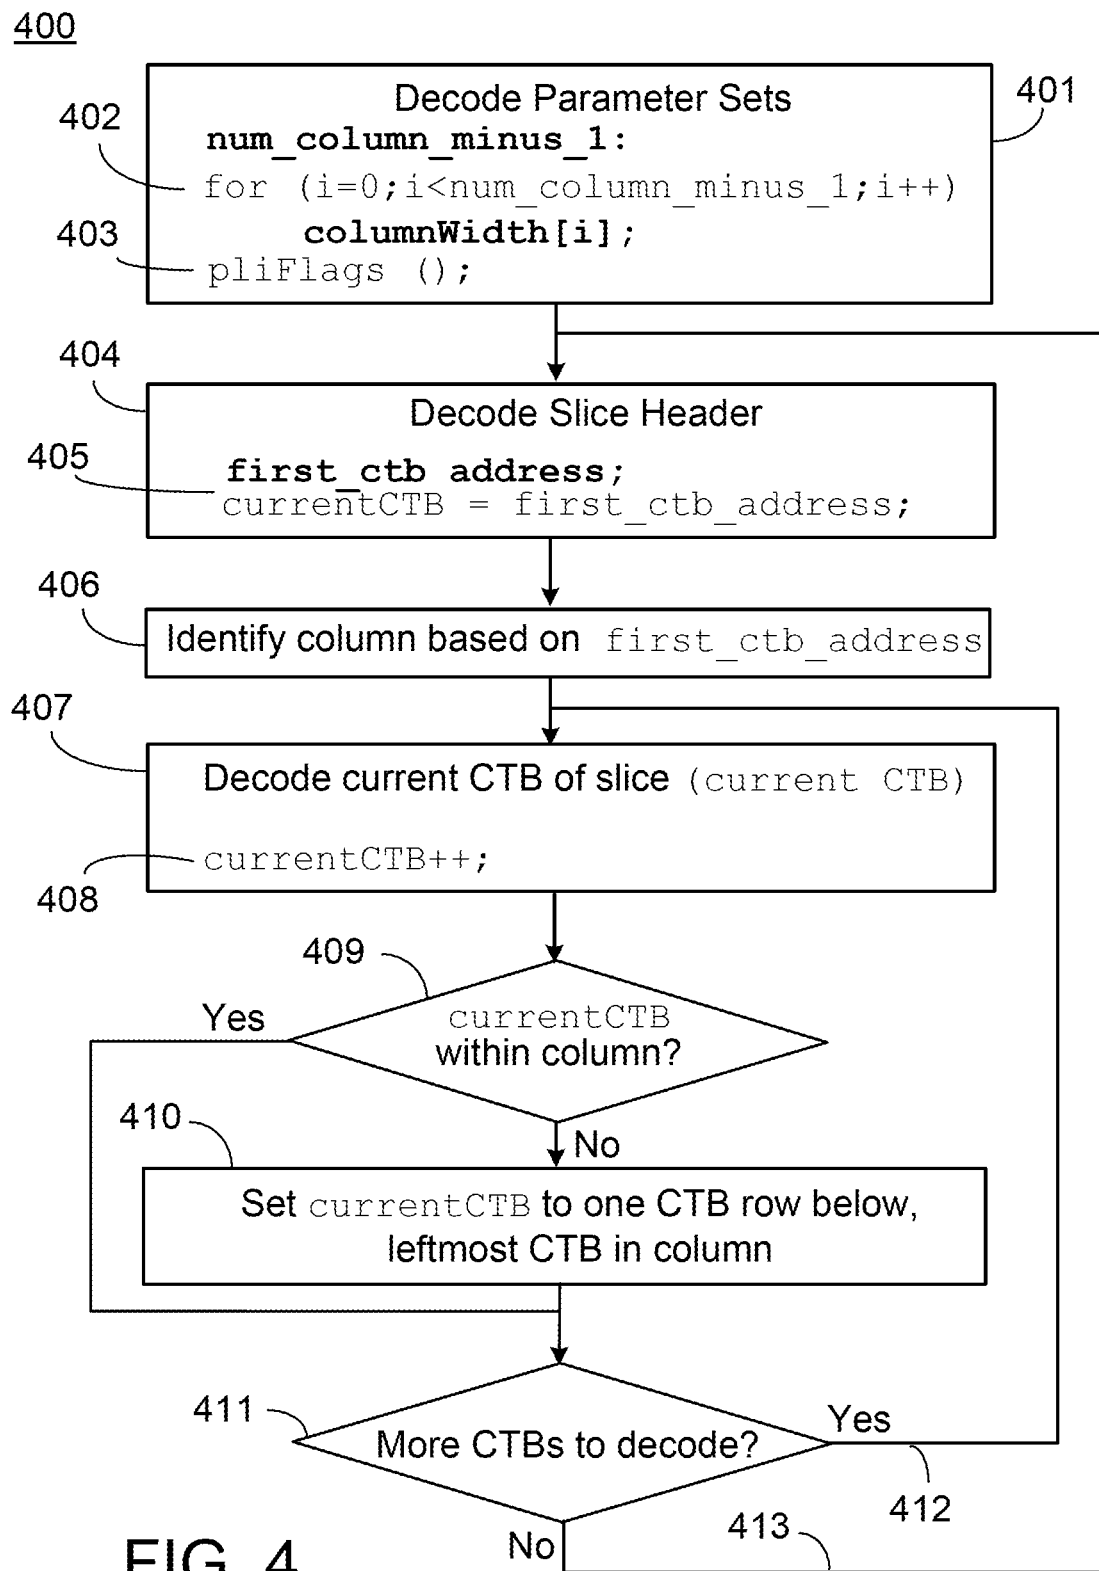 400
Decode Parameter Sets
401
402
num_column_minus_1:
for (i=0;i<num_column_minus_1;i++)
columnWidth[i];
403
pliFlags ();
404
Decode Slice Header
405
first_ctb address;
currentCTB = first_ctb_address;
406
Identify column based on first_ctb_address
407
Decode current CTB of slice (current CTB)
currentCTB++;
408
409
Yes
currentCTB
within column?
410
No
Set currentCTB to one CTB row below,
leftmost CTB in column
411
Yes
More CTBs to decode?
412
413
No
FIG. 4